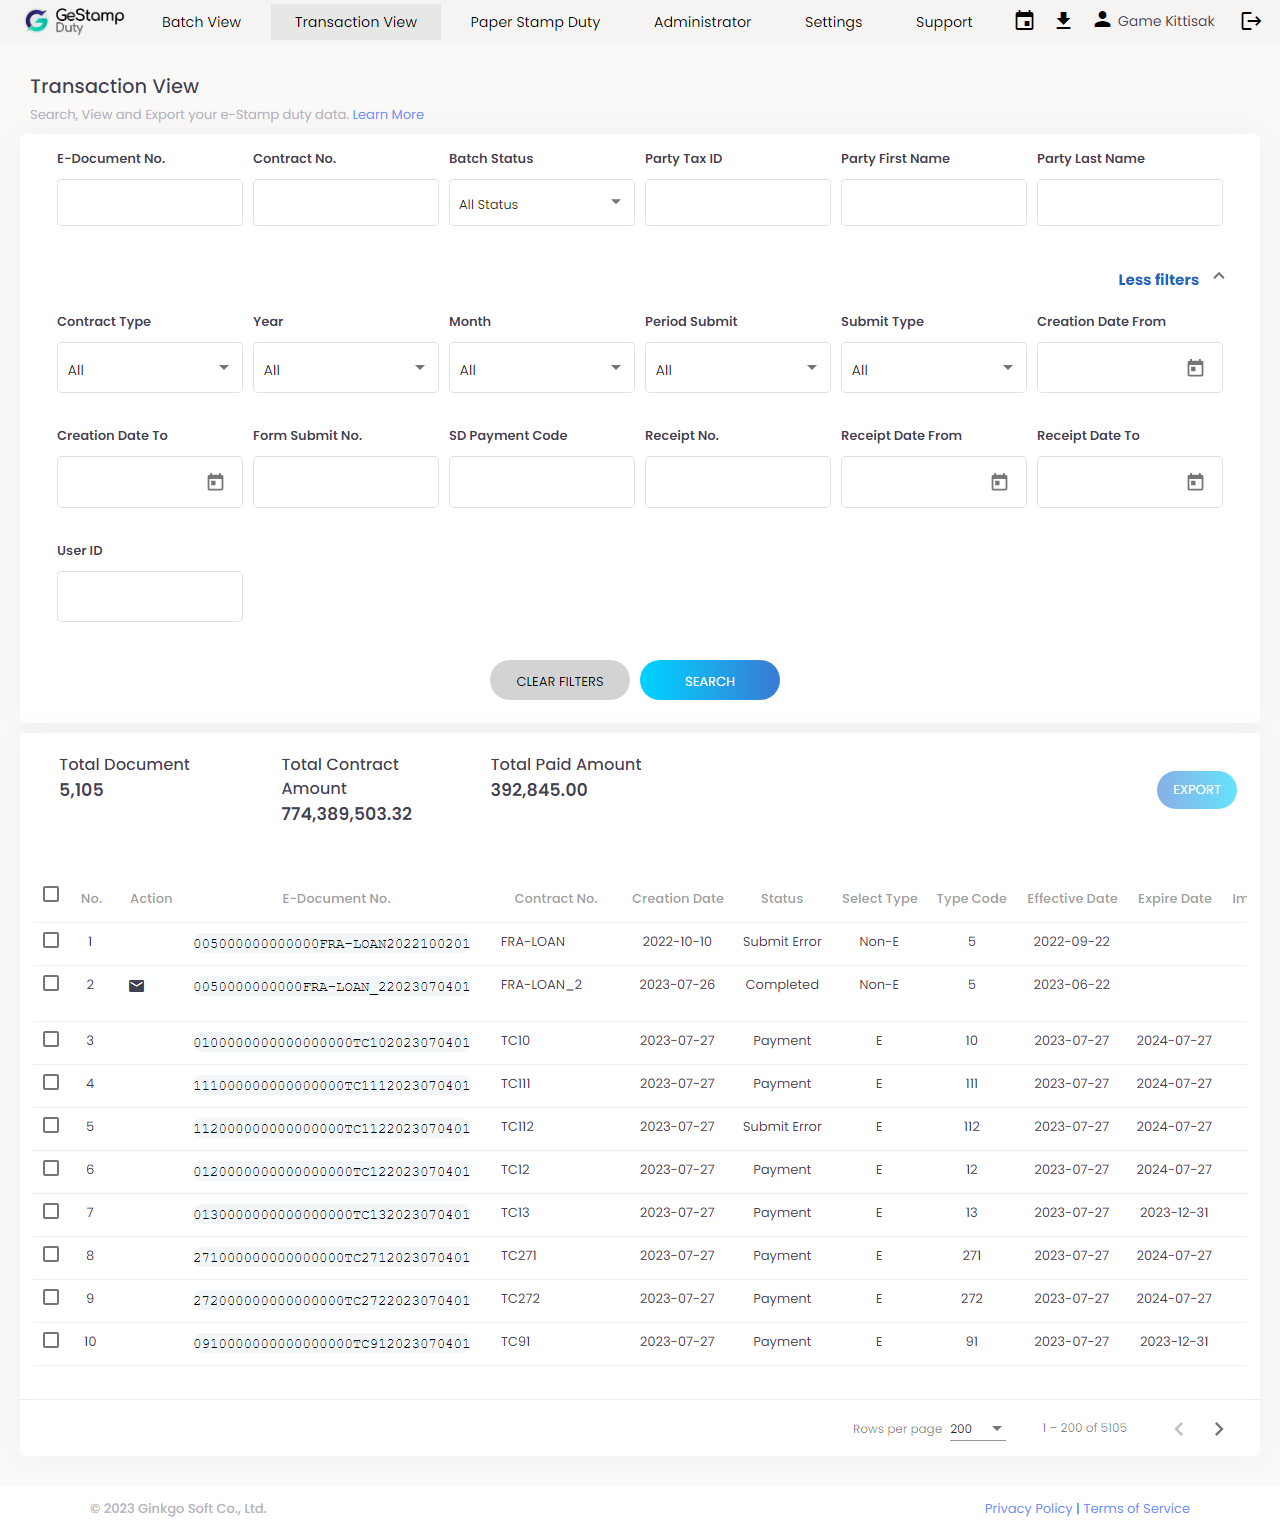 GeStamp
Duty
Batch View
Transaction View
Paper Stamp Duty
Administrator
Settings
Support
Game Kittisak
Transaction View
Search, View and Export your e-Stamp duty data. Learn More
E-Document No. Contract No. Batch Status Party Tax ID Party First Name Party Last Name
All Status
Less filters
Contract Type Year Month Period Submit Submit Type Creation Date From
All All All All All
Creation Date To Form Submit No. SD Payment Code Receipt No. Receipt Date From Receipt Date To
User ID
CLEAR FILTERS SEARCH
Total Document
5,105
Total Contract
Amount
774,389,503.32
Total Paid Amount
392,845.00
EXPORT
No. Action E-Document No. Contract No. Creation Date Status Select Type Type Code Effective Date Expire Date Im
1 005000000000000FRA-LOAN2022100201 FRA-LOAN 2022-10-10 Submit Error Non-E 5 2022-09-22
2 0050000000000FRA-LOAN_22023070401 FRA-LOAN_2 2023-07-26 Completed Non-E 5 2023-06-22
3 0100000000000000000TC102023070401 TC10 2023-07-27 Payment E 10 2023-07-27 2024-07-27
4 111000000000000000TC1112023070401 TC111 2023-07-27 Payment E 111 2023-07-27 2024-07-27
5 112000000000000000TC1122023070401 TC112 2023-07-27 Submit Error E 112 2023-07-27 2024-07-27
6 0120000000000000000TC122023070401 TC12 2023-07-27 Payment E 12 2023-07-27 2024-07-27
7 0130000000000000000TC132023070401 TC13 2023-07-27 Payment E 13 2023-07-27 2023-12-31
8 271000000000000000TC2712023070401 TC271 2023-07-27 Payment E 271 2023-07-27 2024-07-27
9 272000000000000000TC2722023070401 TC272 2023-07-27 Payment E 272 2023-07-27 2024-07-27
10 0910000000000000000TC912023070401 TC91 2023-07-27 Payment E 91 2023-07-27 2023-12-31
Rows per page 200 1 – 200 of 5105
© 2023 Ginkgo Soft Co., Ltd.
Privacy Policy | Terms of Service